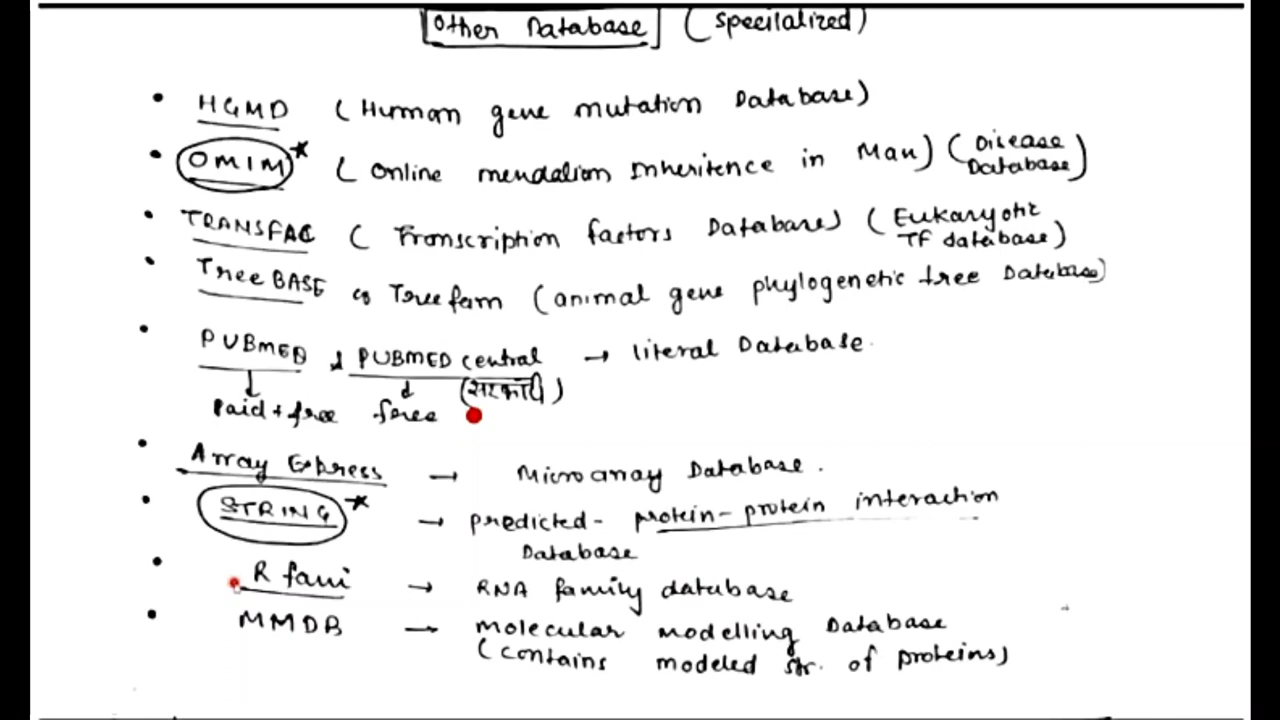 Other Database (specilalized)
• HGMD (Human gene mutation Database)
• OMIM* (Online mendalion Inheritence in Man) (Disease Database)
• TRANSFAC (Transcription factors Database) (Eukaryotic TF database)
• TreeBASE or Treefam (animal gene phylogenetic tree Database)
• PUBMED & PUBMED central → literal Database.
↓ ↓ (सरकारी)
Paid + free free
• Array Express → Microarray Database.
• STRING* → predicted - protein - protein interaction
Database
• R fam → RNA family database
• MMDB → molecular modelling Database
(contains modeled str. of proteins)